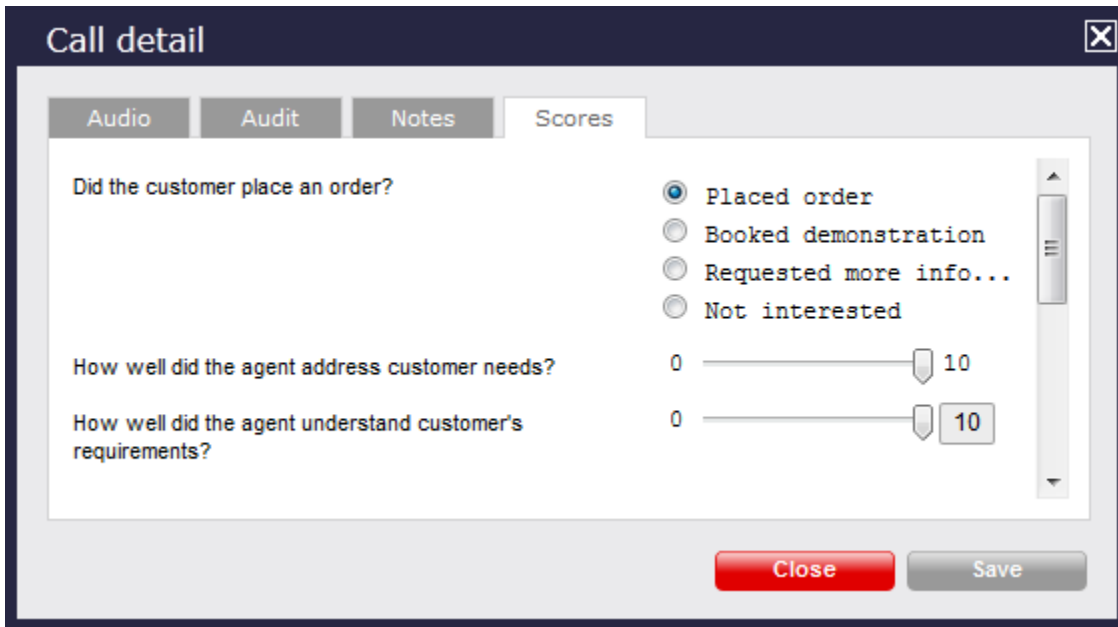 Call detail
Audio Audit Notes Scores
Did the customer place an order?
Placed order
Booked demonstration
Requested more info...
Not interested
How well did the agent address customer needs? 0 10
How well did the agent understand customer's 0 10
requirements?
Close Save